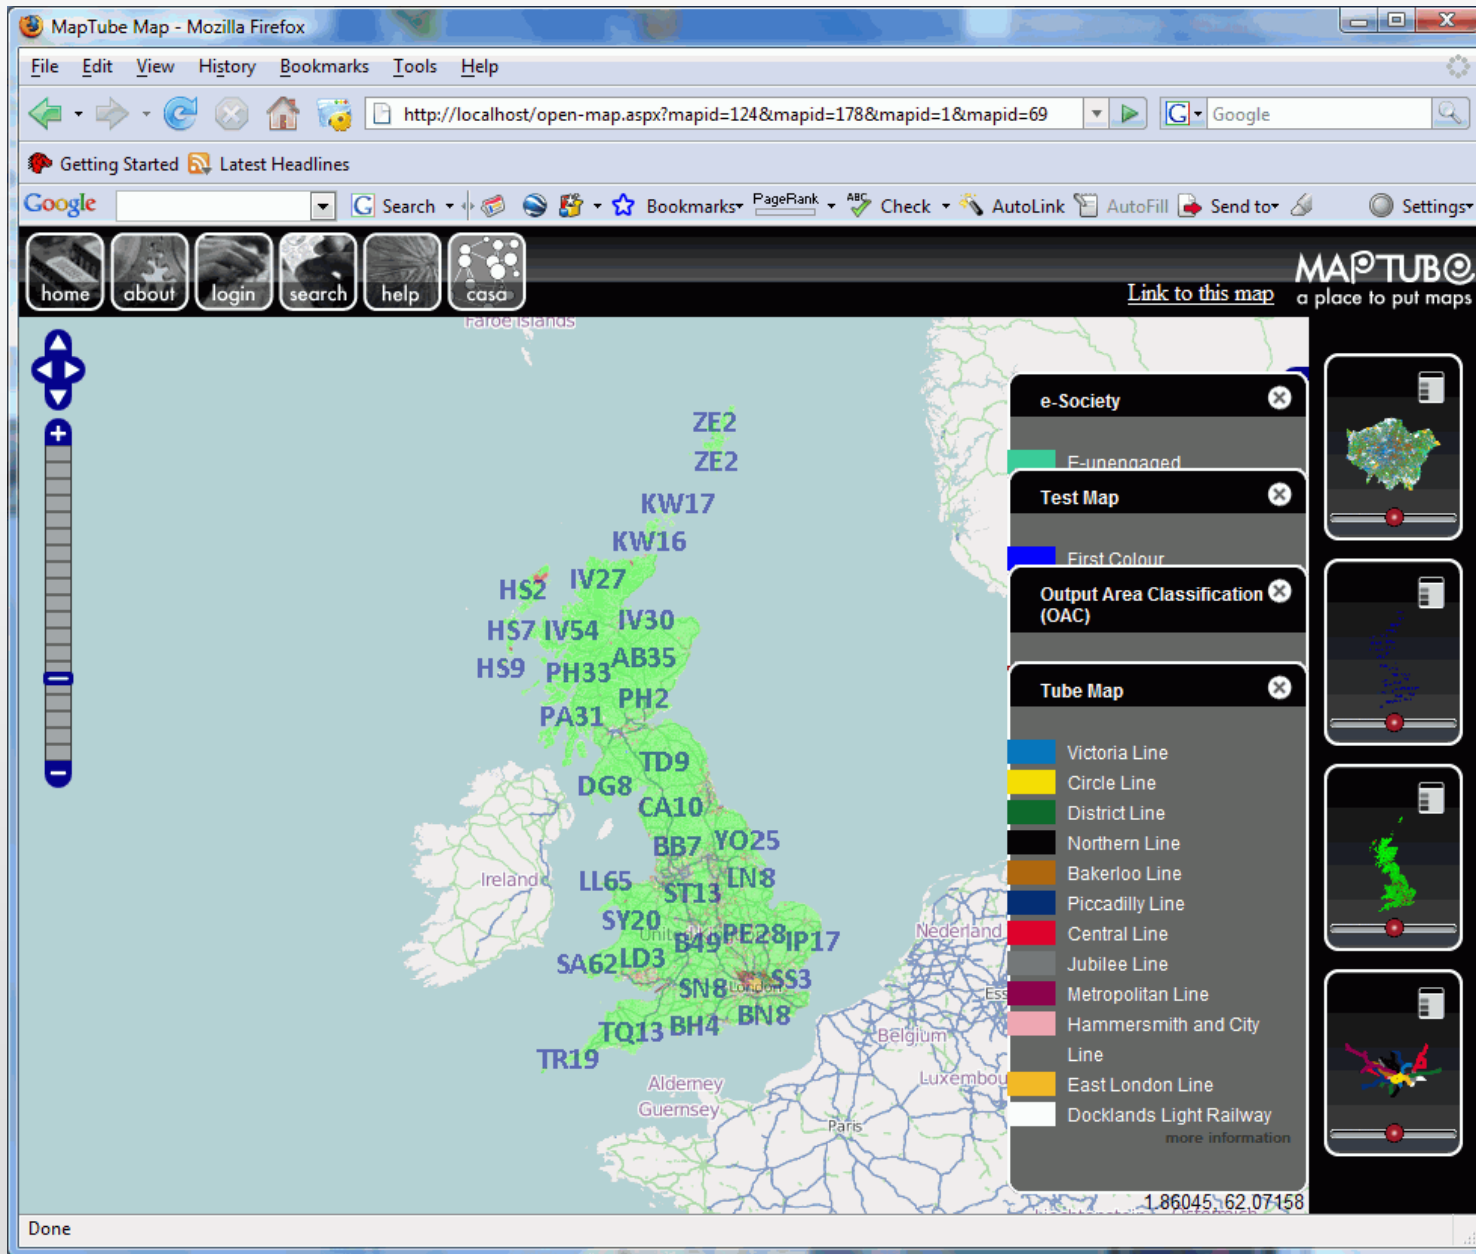 MapTube Map - Mozilla Firefox
File Edit View History Bookmarks Tools Help
http://localhost/open-map.aspx?mapid=124&mapid=178&mapid=1&mapid=69
G Google
Getting Started Latest Headlines
Google G Search PageRank Bookmarks ABC Check AutoLink AutoFill Send to Settings
home about login search help casa
Link to this map
MAPTUBE
a place to put maps
Faroe Islands
ZE2
ZE2
KW17
KW16
HS2 IV27
HS7 IV54 IV30
HS9 PH33 AB35
PH2
PA31
TD9
DG8
CA10
BB7 YO25
Ireland LL65 ST13 LN8
SY20
United Kingdom
B49 PE28 IP17
SA62 LD3
SN8 London SS3
TQ13 BH4 BN8
TR19
Nederland
Ess
Belgium
Luxembou
Alderney
Guernsey
Paris
e-Society
E-unengaged
Test Map
First Colour
Output Area Classification
(OAC)
Tube Map
Victoria Line
Circle Line
District Line
Northern Line
Bakerloo Line
Piccadilly Line
Central Line
Jubilee Line
Metropolitan Line
Hammersmith and City
Line
East London Line
Docklands Light Railway
more information
1.86045, 62.07158
Done